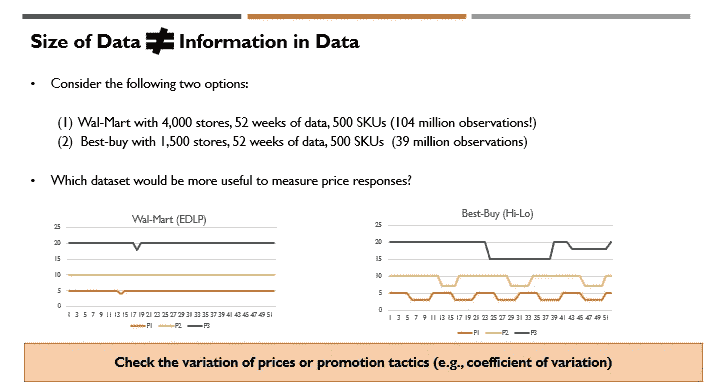 Size of Data ≠ Information in Data
• Consider the following two options:
(1) Wal-Mart with 4,000 stores, 52 weeks of data, 500 SKUs (104 million observations!)
(2) Best-buy with 1,500 stores, 52 weeks of data, 500 SKUs (39 million observations)
• Which dataset would be more useful to measure price responses?
Wal-Mart (EDLP)
25
20
15
10
5
0
1 3 5 7 9 11 13 15 17 19 21 23 25 27 29 31 33 35 37 39 41 43 45 47 49 51
P1 P2 P3
Best-Buy (Hi-Lo)
25
20
15
10
5
0
1 3 5 7 9 11 13 15 17 19 21 23 25 27 29 31 33 35 37 39 41 43 45 47 49 51
P1 P2 P3
Check the variation of prices or promotion tactics (e.g., coefficient of variation)